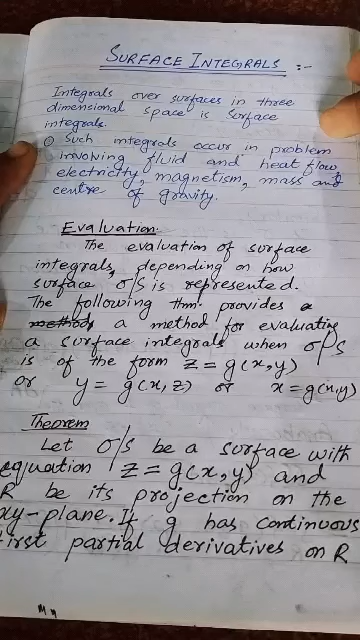 SURFACE INTEGRALS :-
Integrals over surfaces in three
dimensional space is surface
integrals.
① Such integrals occur in problem
involving fluid and heat flow,
electricity, magnetism, mass and
centre of gravity.
Evaluation:
The evaluation of surface
integrals, depending on how
surface σ/s is represented.
The following thm. provides a
method, a method for evaluating
a surface integral when σ/s
is of the form z = g(x,y)
or y = g(x,z) or x = g(x,y)
Theorem
Let σ/s be a surface with
equation z = g(x,y) and
R be its projection on the
xy-plane. If g has continuous
first partial derivatives on R